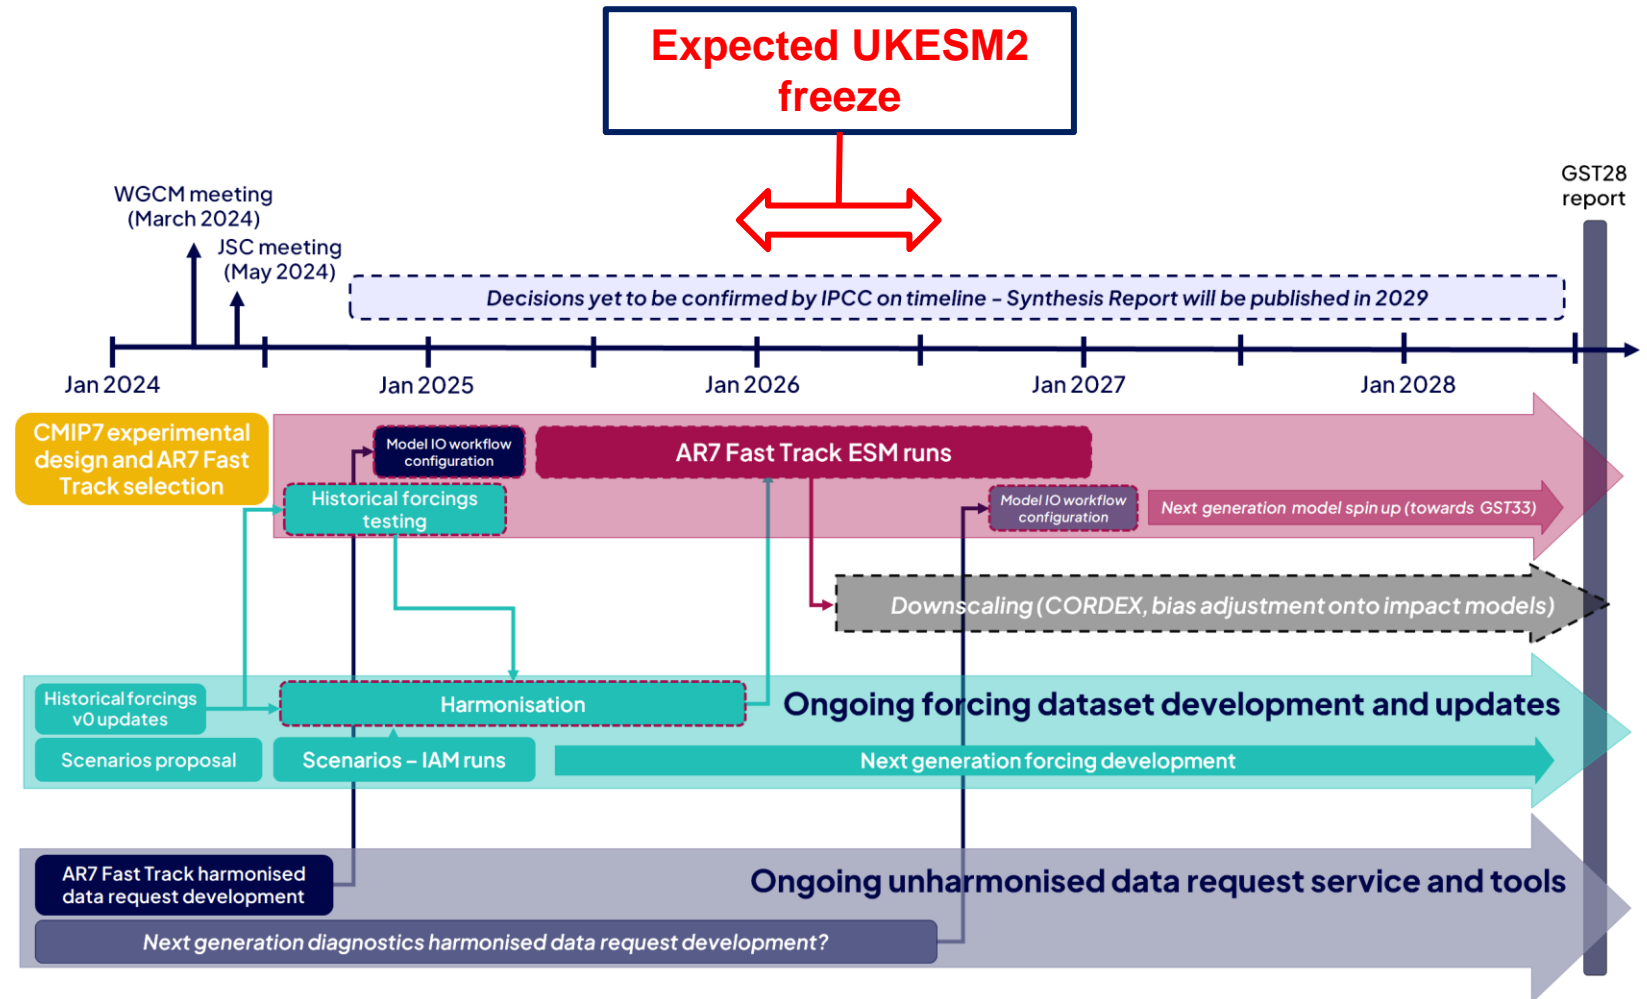 Expected UKESM2
freeze
GST28
report
WGCM meeting
(March 2024)
JSC meeting
(May 2024)
Decisions yet to be confirmed by IPCC on timeline – Synthesis Report will be published in 2029
Jan 2024
Jan 2025
Jan 2026
Jan 2027
Jan 2028
CMIP7 experimental
design and AR7 Fast
Track selection
Model IO workflow
configuration
AR7 Fast Track ESM runs
Historical forcings
testing
Model IO workflow
configuration
Next generation model spin up (towards GST33)
Downscaling (CORDEX, bias adjustment onto impact models)
Historical forcings
v0 updates
Harmonisation
Ongoing forcing dataset development and updates
Scenarios proposal
Scenarios – IAM runs
Next generation forcing development
AR7 Fast Track harmonised
data request development
Ongoing unharmonised data request service and tools
Next generation diagnostics harmonised data request development?